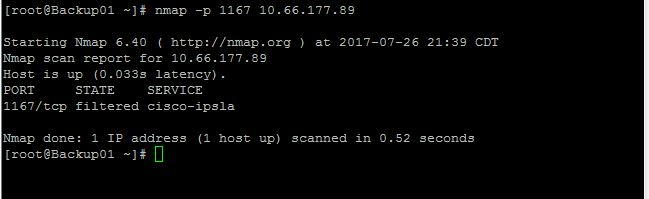 [root@Backup01 ~]# nmap -p 1167 10.66.177.89
Starting Nmap 6.40 ( http://nmap.org ) at 2017-07-26 21:39 CDT
Nmap scan report for 10.66.177.89
Host is up (0.033s latency).
PORT     STATE    SERVICE
1167/tcp filtered cisco-ipsla
Nmap done: 1 IP address (1 host up) scanned in 0.52 seconds
[root@Backup01 ~]#